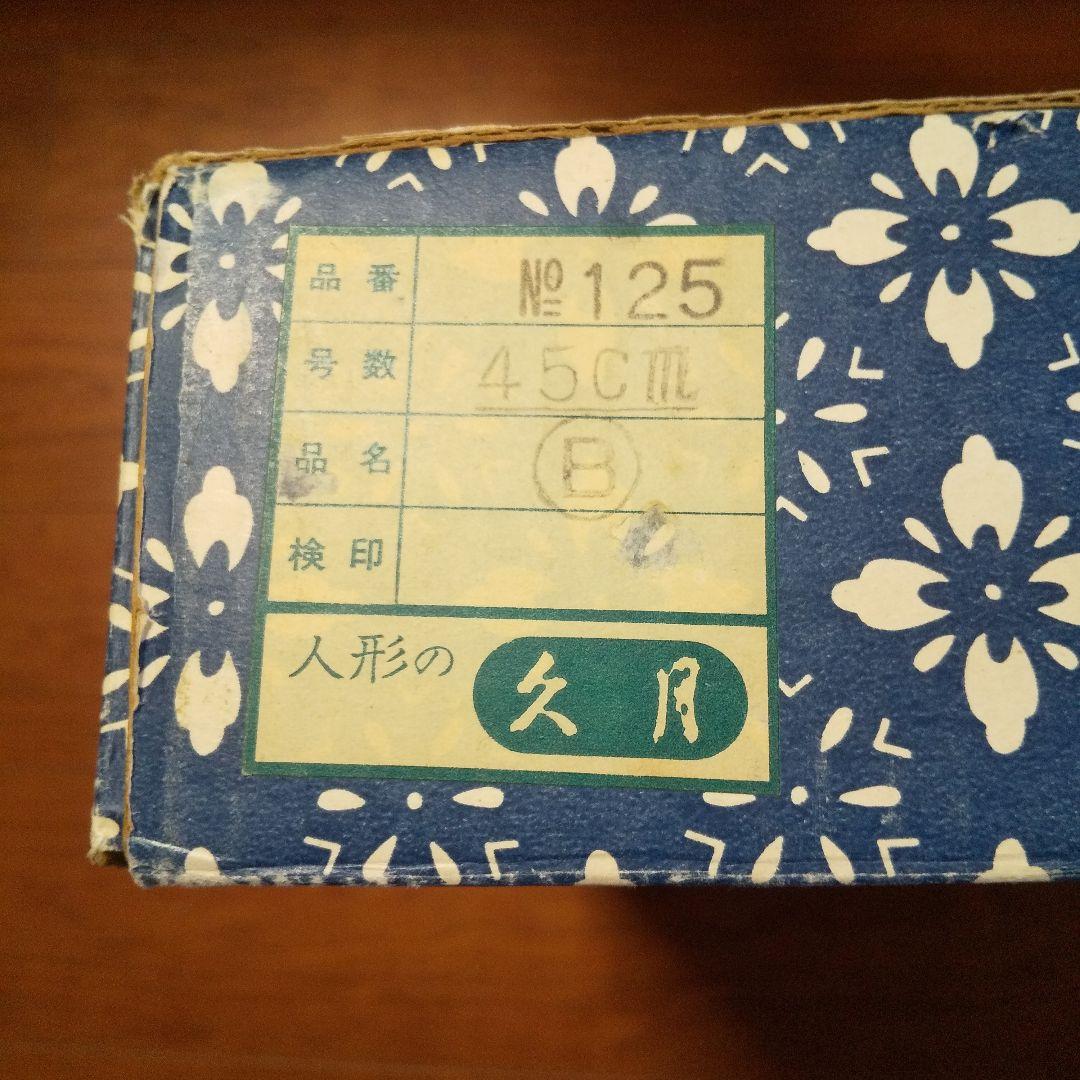 品番 №125
号数 45cm
品名 Ⓑ
検印
人形の 久月